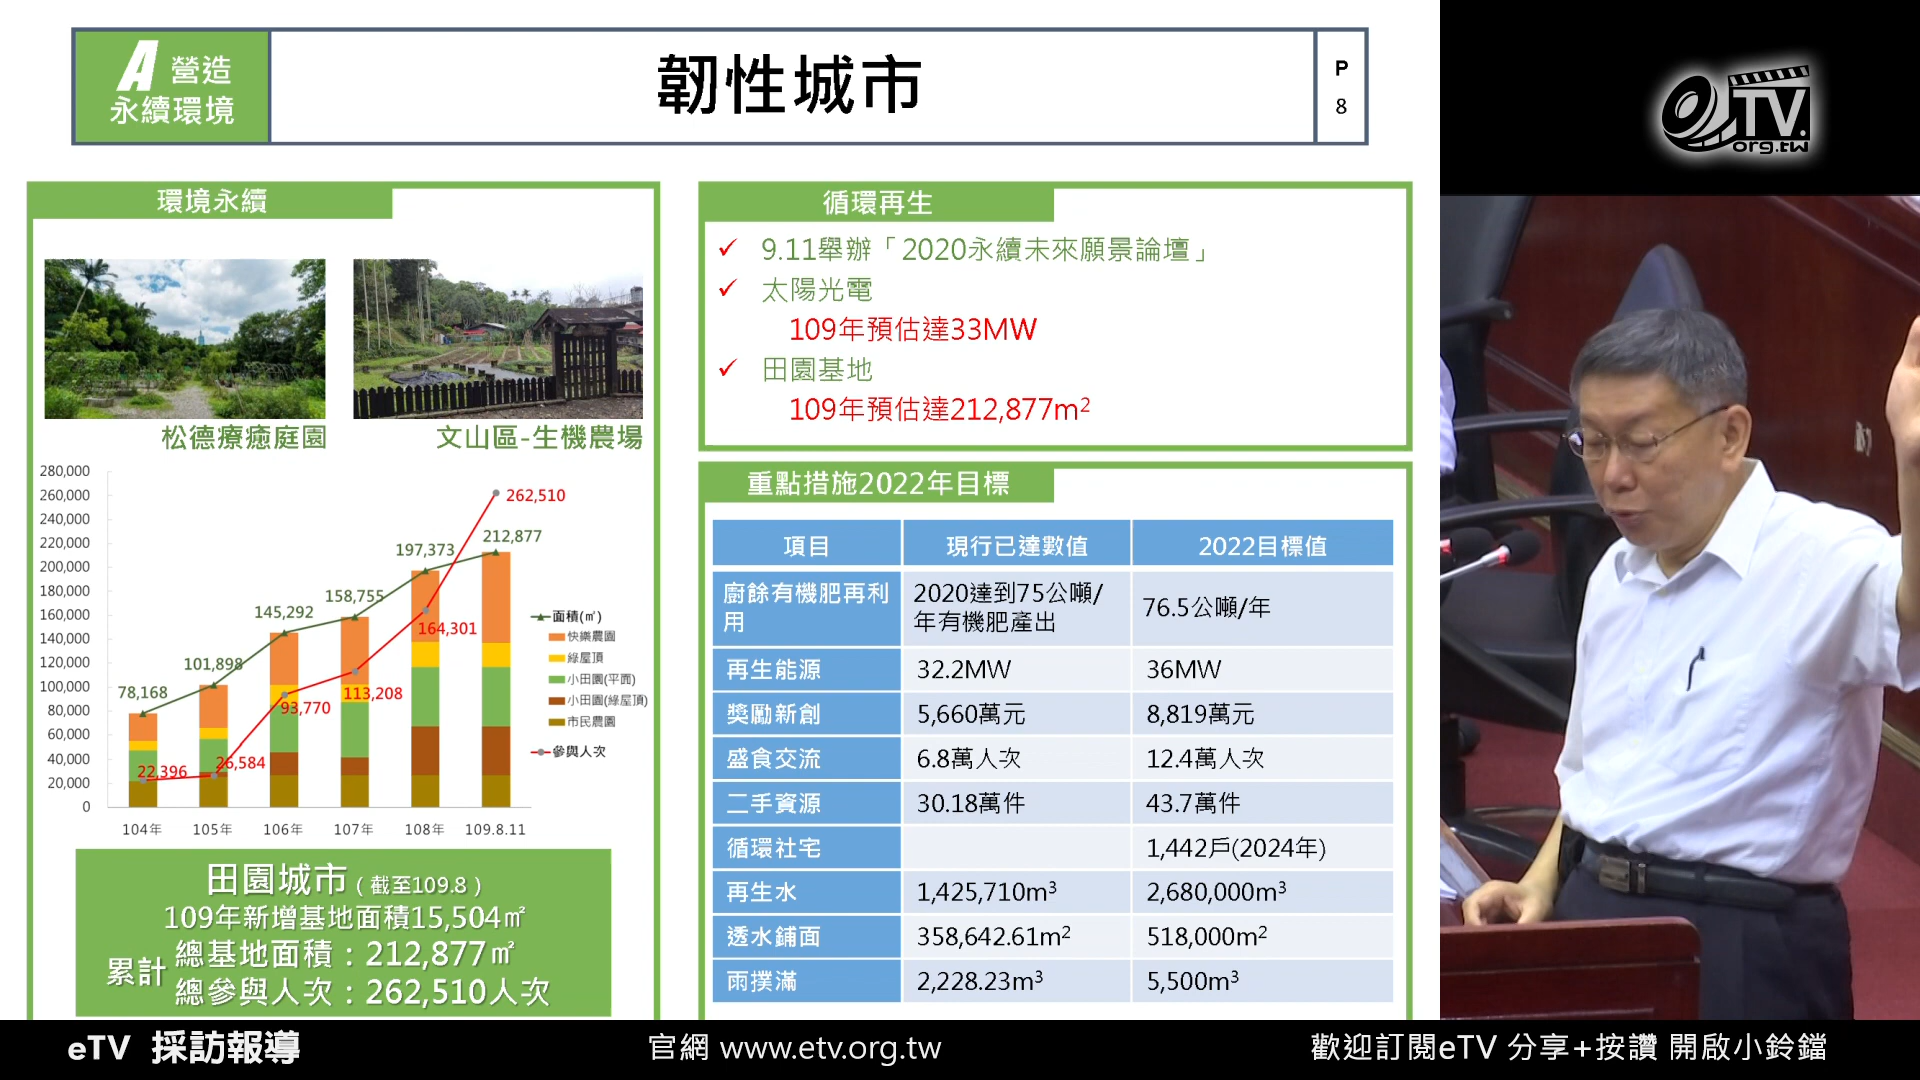 A 營造
永續環境
韌性城市
P
8
eTV.
org.tw
環境永續
松德療癒庭園
文山區-生機農場
280,000
260,000
240,000
220,000
200,000
180,000
160,000
140,000
120,000
100,000
80,000
60,000
40,000
20,000
0
78,168
101,898
145,292
158,755
197,373
212,877
22,396
26,584
93,770
113,208
164,301
262,510
104年
105年
106年
107年
108年
109.8.11
面積(㎡)
快樂農園
綠屋頂
小田園(平面)
小田園(綠屋頂)
市民農園
參與人次
田園城市(截至109.8)
109年新增基地面積15,504㎡
累計
總基地面積：212,877㎡
總參與人次：262,510人次
循環再生
✓ 9.11舉辦「2020永續未來願景論壇」
✓ 太陽光電
109年預估達33MW
✓ 田園基地
109年預估達212,877m²
重點措施2022年目標
項目 現行已達數值 2022目標值
廚餘有機肥再利用 2020達到75公噸/年有機肥產出 76.5公噸/年
再生能源 32.2MW 36MW
獎勵新創 5,660萬元 8,819萬元
盛食交流 6.8萬人次 12.4萬人次
二手資源 30.18萬件 43.7萬件
循環社宅 1,442戶(2024年)
再生水 1,425,710m³ 2,680,000m³
透水鋪面 358,642.61m² 518,000m²
雨撲滿 2,228.23m³ 5,500m³
eTV 採訪報導
官網 www.etv.org.tw
歡迎訂閱eTV 分享+按讚 開啟小鈴鐺